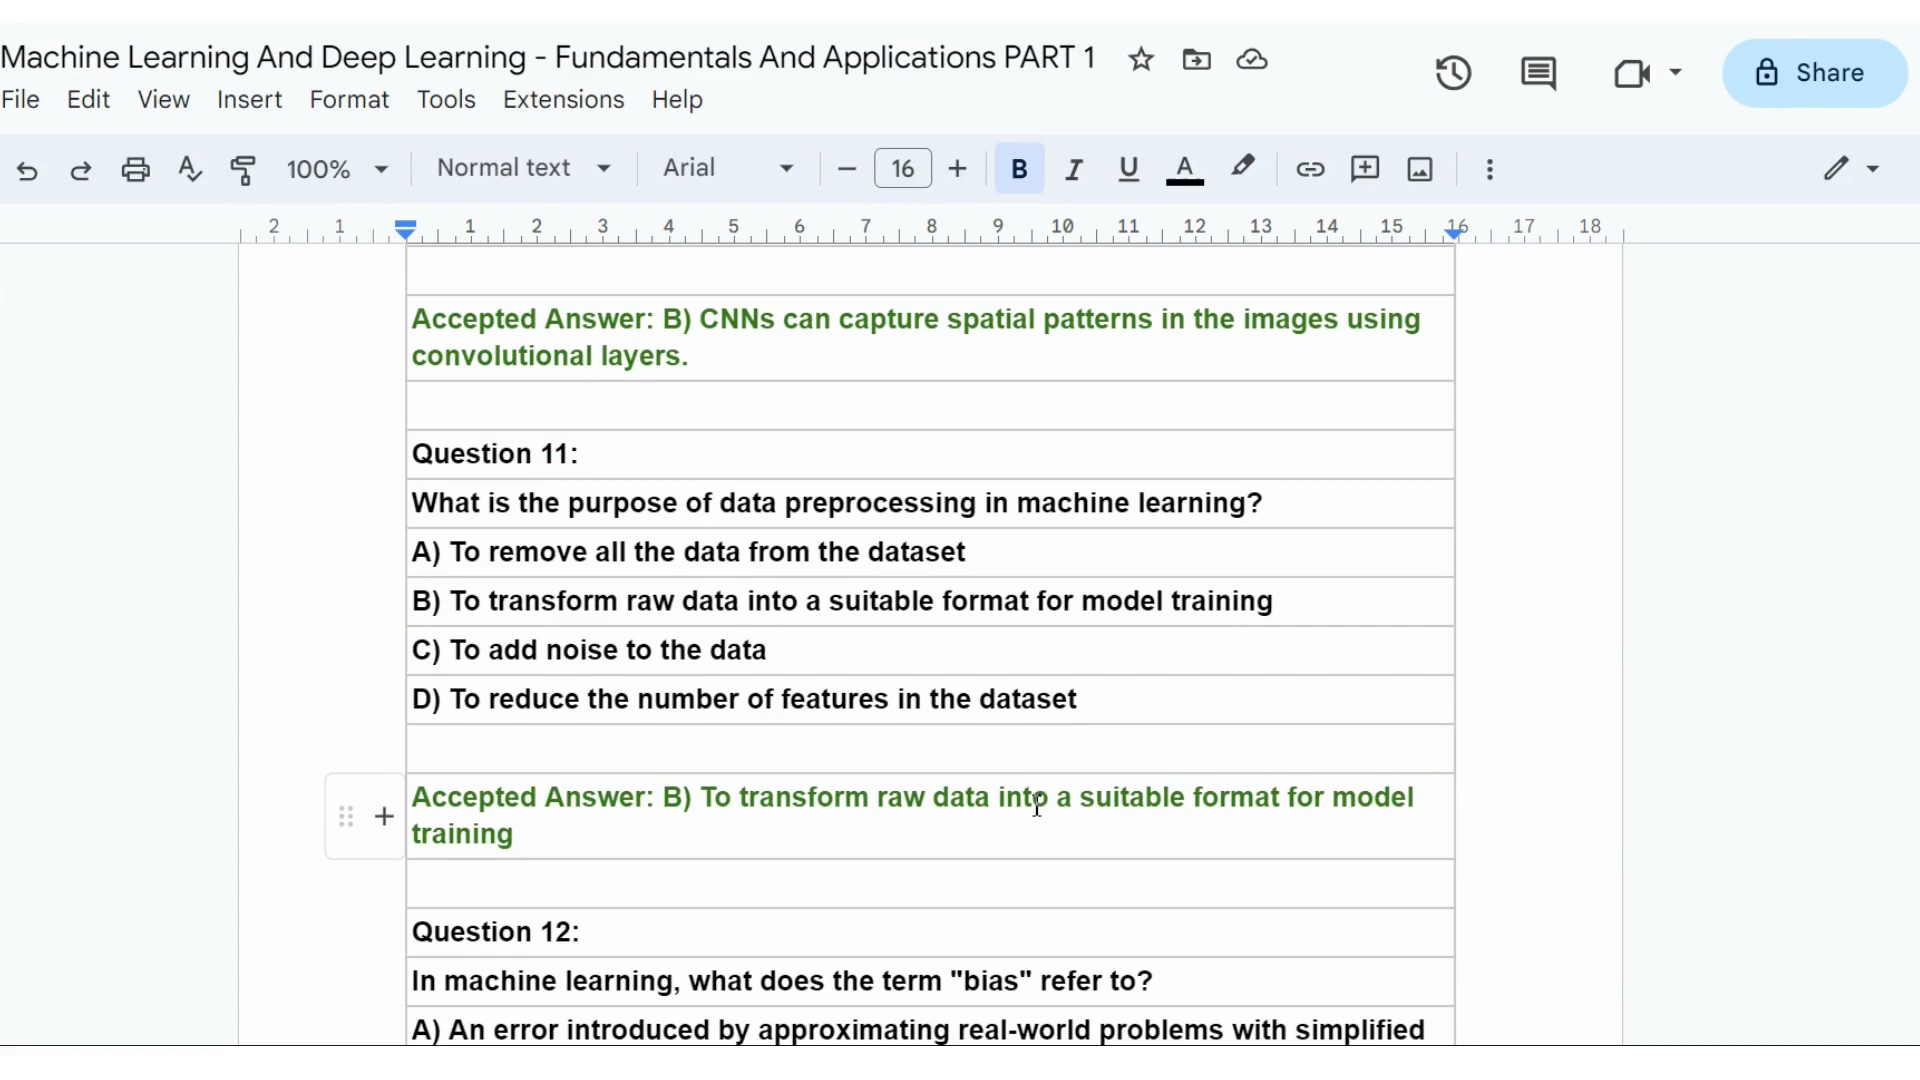 Machine Learning And Deep Learning - Fundamentals And Applications PART 1
File Edit View Insert Format Tools Extensions Help
Share
100% Normal text Arial 16 B I U A
2 1 1 2 3 4 5 6 7 8 9 10 11 12 13 14 15 16 17 18
Accepted Answer: B) CNNs can capture spatial patterns in the images using
convolutional layers.
Question 11:
What is the purpose of data preprocessing in machine learning?
A) To remove all the data from the dataset
B) To transform raw data into a suitable format for model training
C) To add noise to the data
D) To reduce the number of features in the dataset
Accepted Answer: B) To transform raw data into a suitable format for model
training
Question 12:
In machine learning, what does the term "bias" refer to?
A) An error introduced by approximating real-world problems with simplified